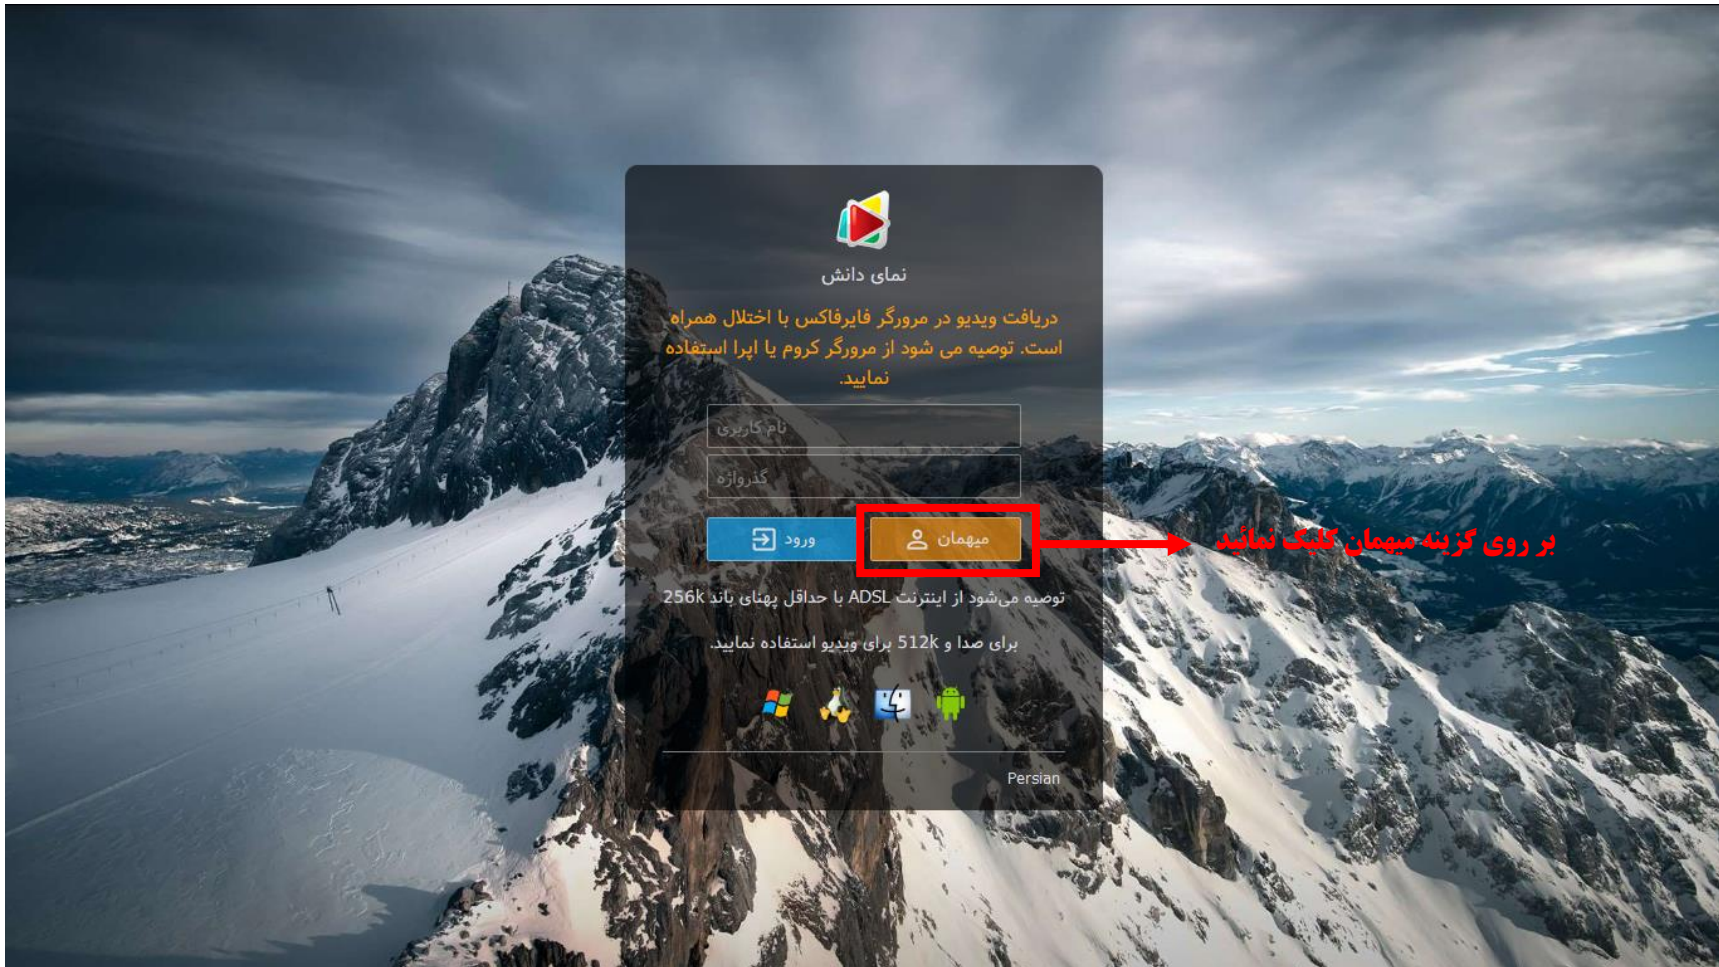 نمای دانش
دریافت ویدیو در مرورگر فایرفاکس با اختلال همراه
است. توصیه می شود از مرورگر کروم یا اپرا استفاده
نمایید.
نام کاربری
گذرواژه
میهمان
ورود
بر روی گزینه میهمان کلیک نمائید
توصیه می‌شود از اینترنت ADSL با حداقل پهنای باند 256k
برای صدا و 512k برای ویدیو استفاده نمایید.
Persian